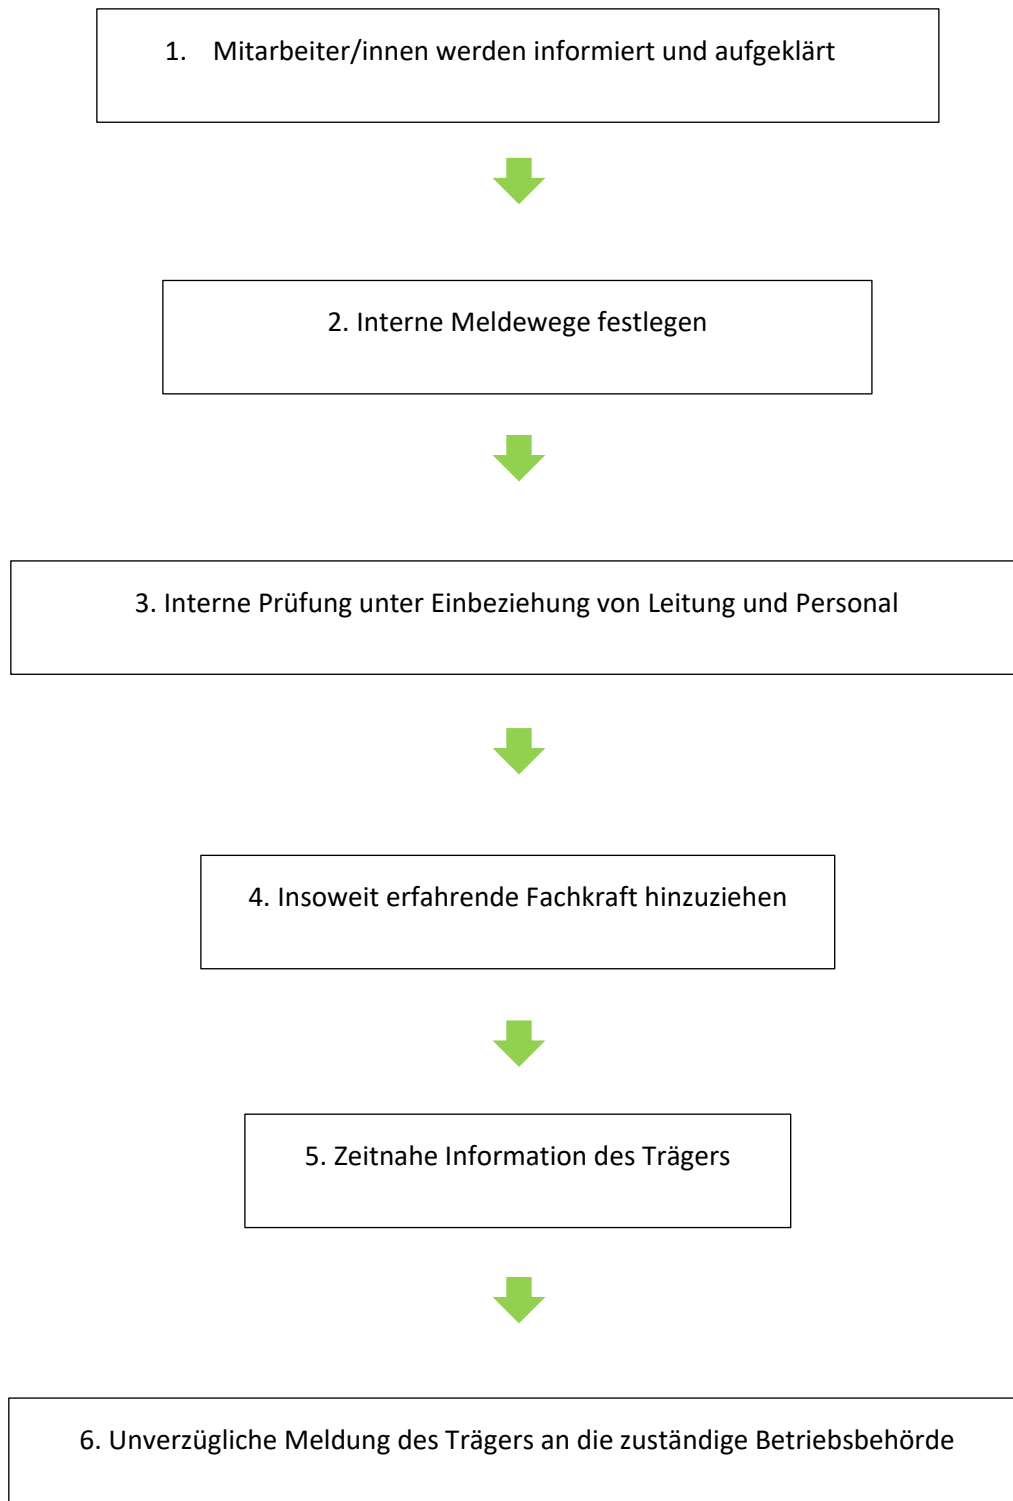 1. Mitarbeiter/innen werden informiert und aufgeklärt
2. Interne Meldewege festlegen
3. Interne Prüfung unter Einbeziehung von Leitung und Personal
4. Insoweit erfahrende Fachkraft hinzuziehen
5. Zeitnahe Information des Trägers
6. Unverzügliche Meldung des Trägers an die zuständige Betriebsbehörde